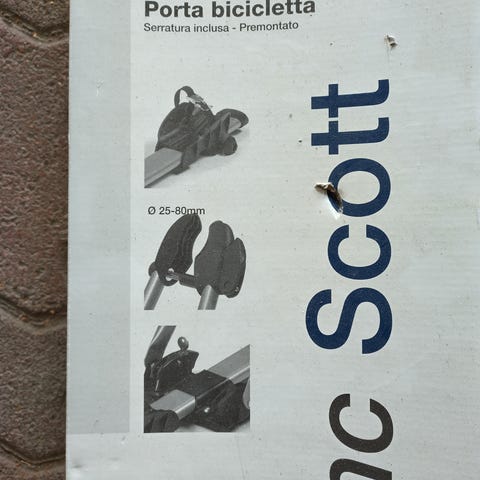 Porta bicicletta
Serratura inclusa - Premontato
Ø 25-80mm
nc Scott